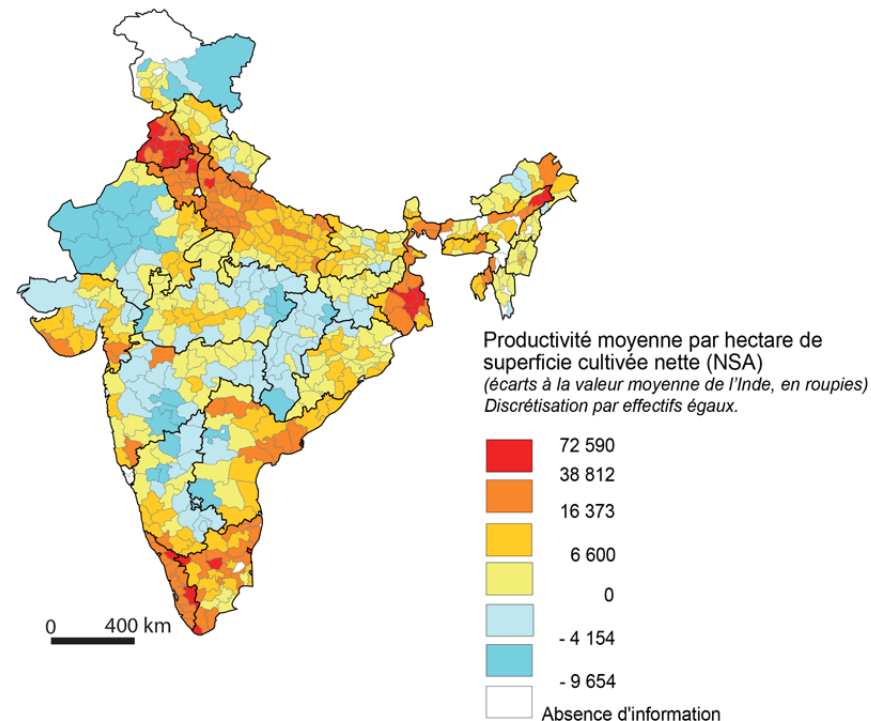 Productivité moyenne par hectare de
superficie cultivée nette (NSA)
(écarts à la valeur moyenne de l'Inde, en roupies)
Discrétisation par effectifs égaux.
72 590
38 812
16 373
6 600
0
- 4 154
- 9 654
Absence d'information
0 400 km